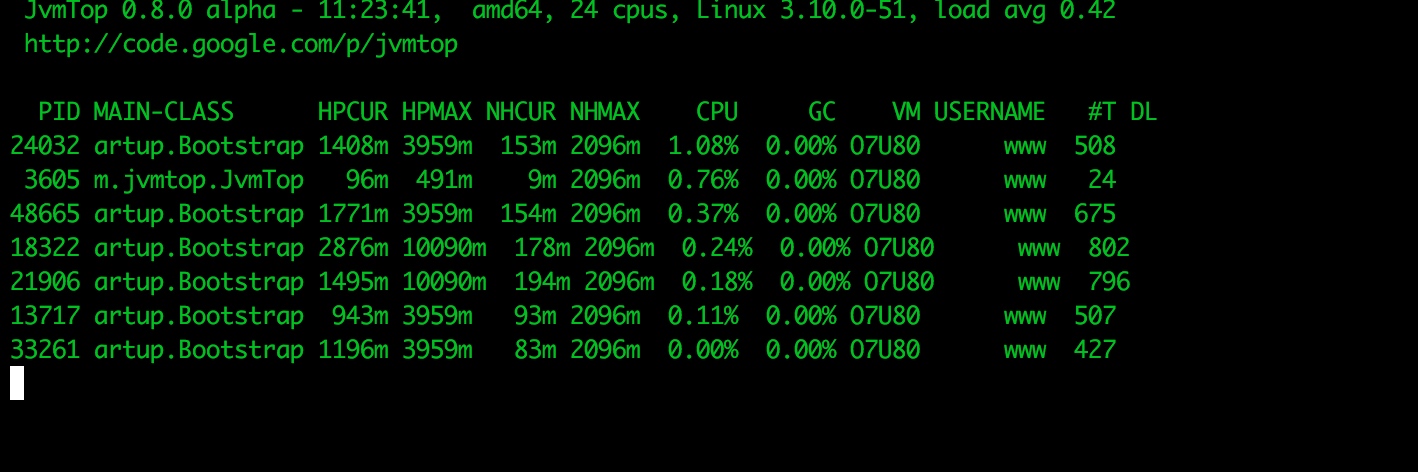 JvmTop 0.8.0 alpha - 11:23:41,  amd64, 24 cpus, Linux 3.10.0-51, load avg 0.42
http://code.google.com/p/jvmtop
PID MAIN-CLASS HPCUR HPMAX NHCUR NHMAX CPU GC VM USERNAME #T DL
24032 artup.Bootstrap 1408m 3959m 153m 2096m 1.08% 0.00% O7U80 www 508
3605 m.jvmtop.JvmTop 96m 491m 9m 2096m 0.76% 0.00% O7U80 www 24
48665 artup.Bootstrap 1771m 3959m 154m 2096m 0.37% 0.00% O7U80 www 675
18322 artup.Bootstrap 2876m 10090m 178m 2096m 0.24% 0.00% O7U80 www 802
21906 artup.Bootstrap 1495m 10090m 194m 2096m 0.18% 0.00% O7U80 www 796
13717 artup.Bootstrap 943m 3959m 93m 2096m 0.11% 0.00% O7U80 www 507
33261 artup.Bootstrap 1196m 3959m 83m 2096m 0.00% 0.00% O7U80 www 427